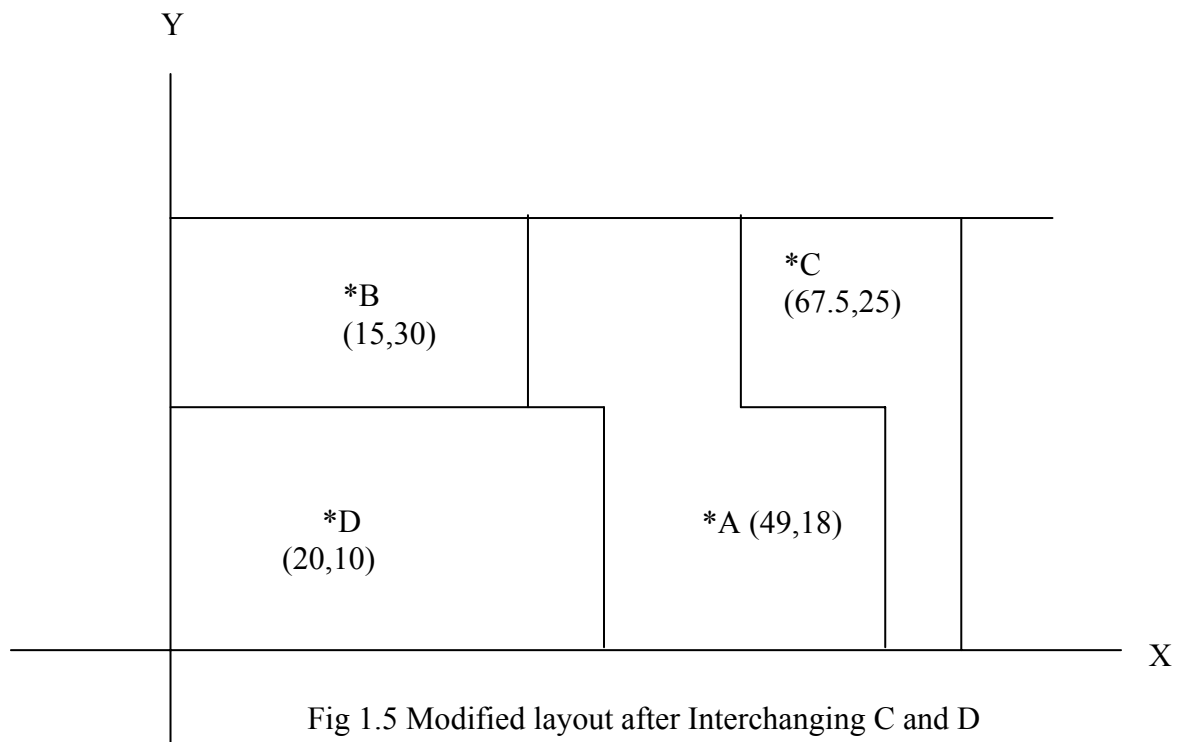 Y
*B
(15,30)
*C
(67.5,25)
*D
(20,10)
*A (49,18)
X
Fig 1.5 Modified layout after Interchanging C and D